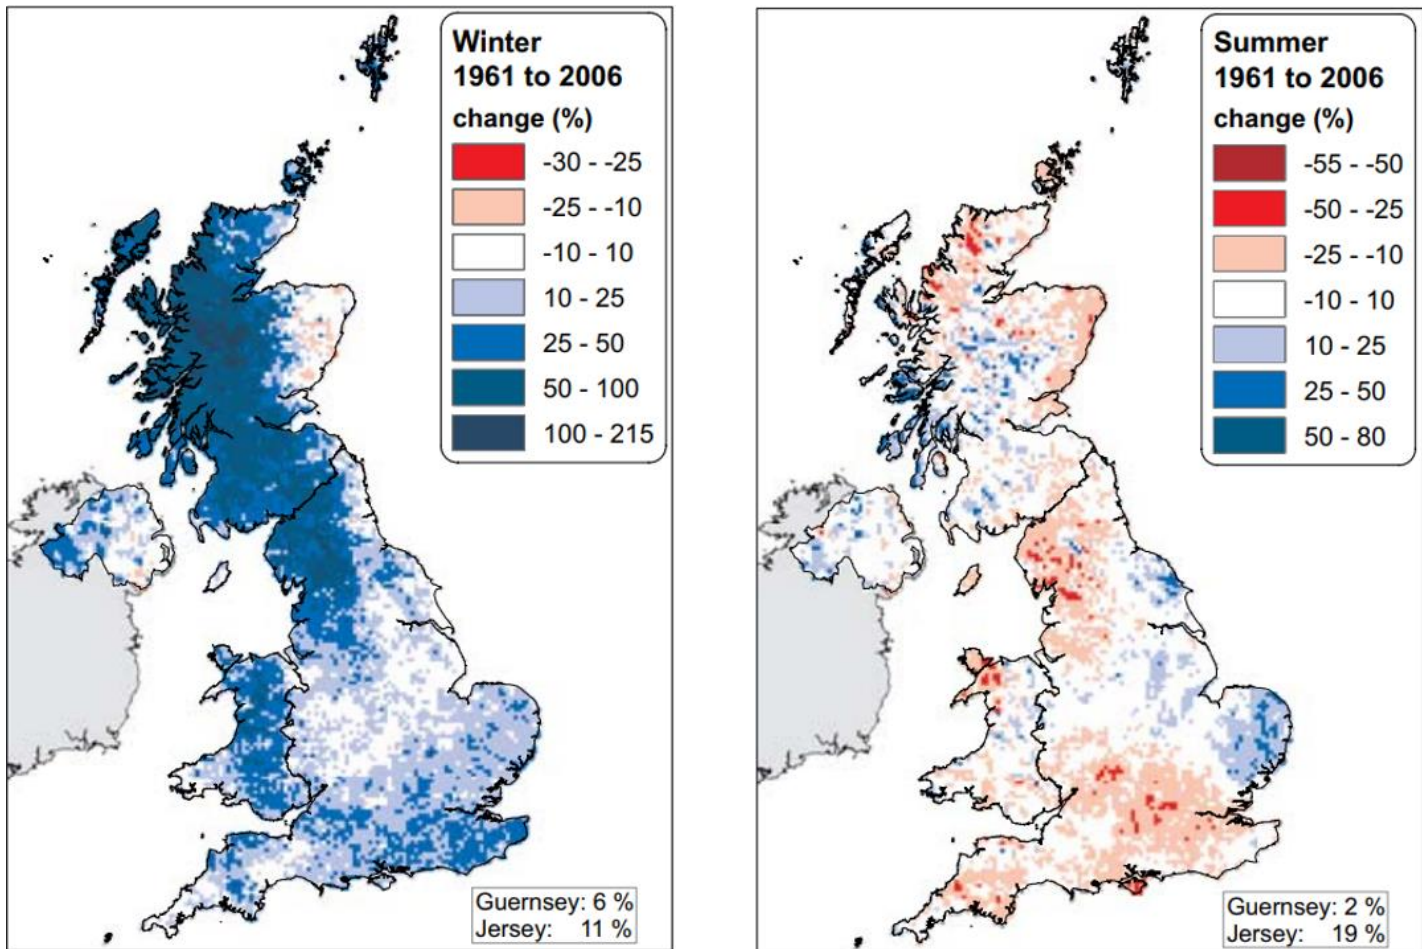 Winter
1961 to 2006
change (%)
-30 - -25
-25 - -10
-10 - 10
10 - 25
25 - 50
50 - 100
100 - 215
Guernsey: 6 %
Jersey: 11 %
Summer
1961 to 2006
change (%)
-55 - -50
-50 - -25
-25 - -10
-10 - 10
10 - 25
25 - 50
50 - 80
Guernsey: 2 %
Jersey: 19 %